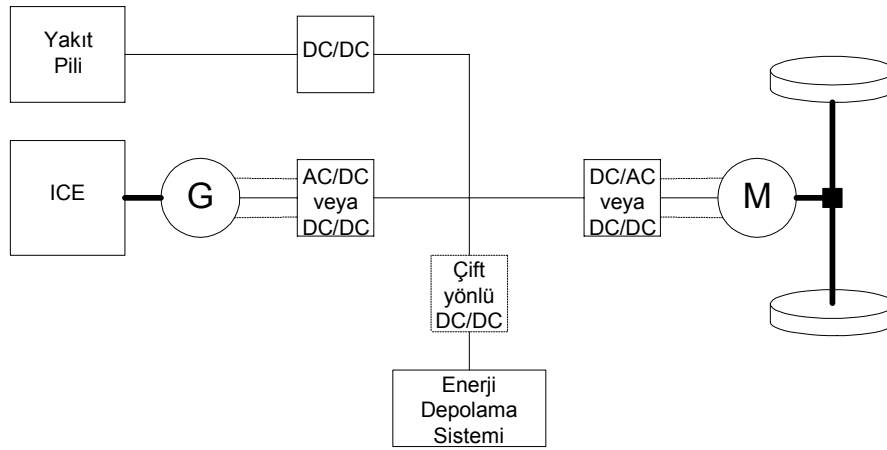 Yakıt
Pili
DC/DC
ICE
G
AC/DC
veya
DC/DC
DC/AC
veya
DC/DC
M
Çift
yönlü
DC/DC
Enerji
Depolama
Sistemi